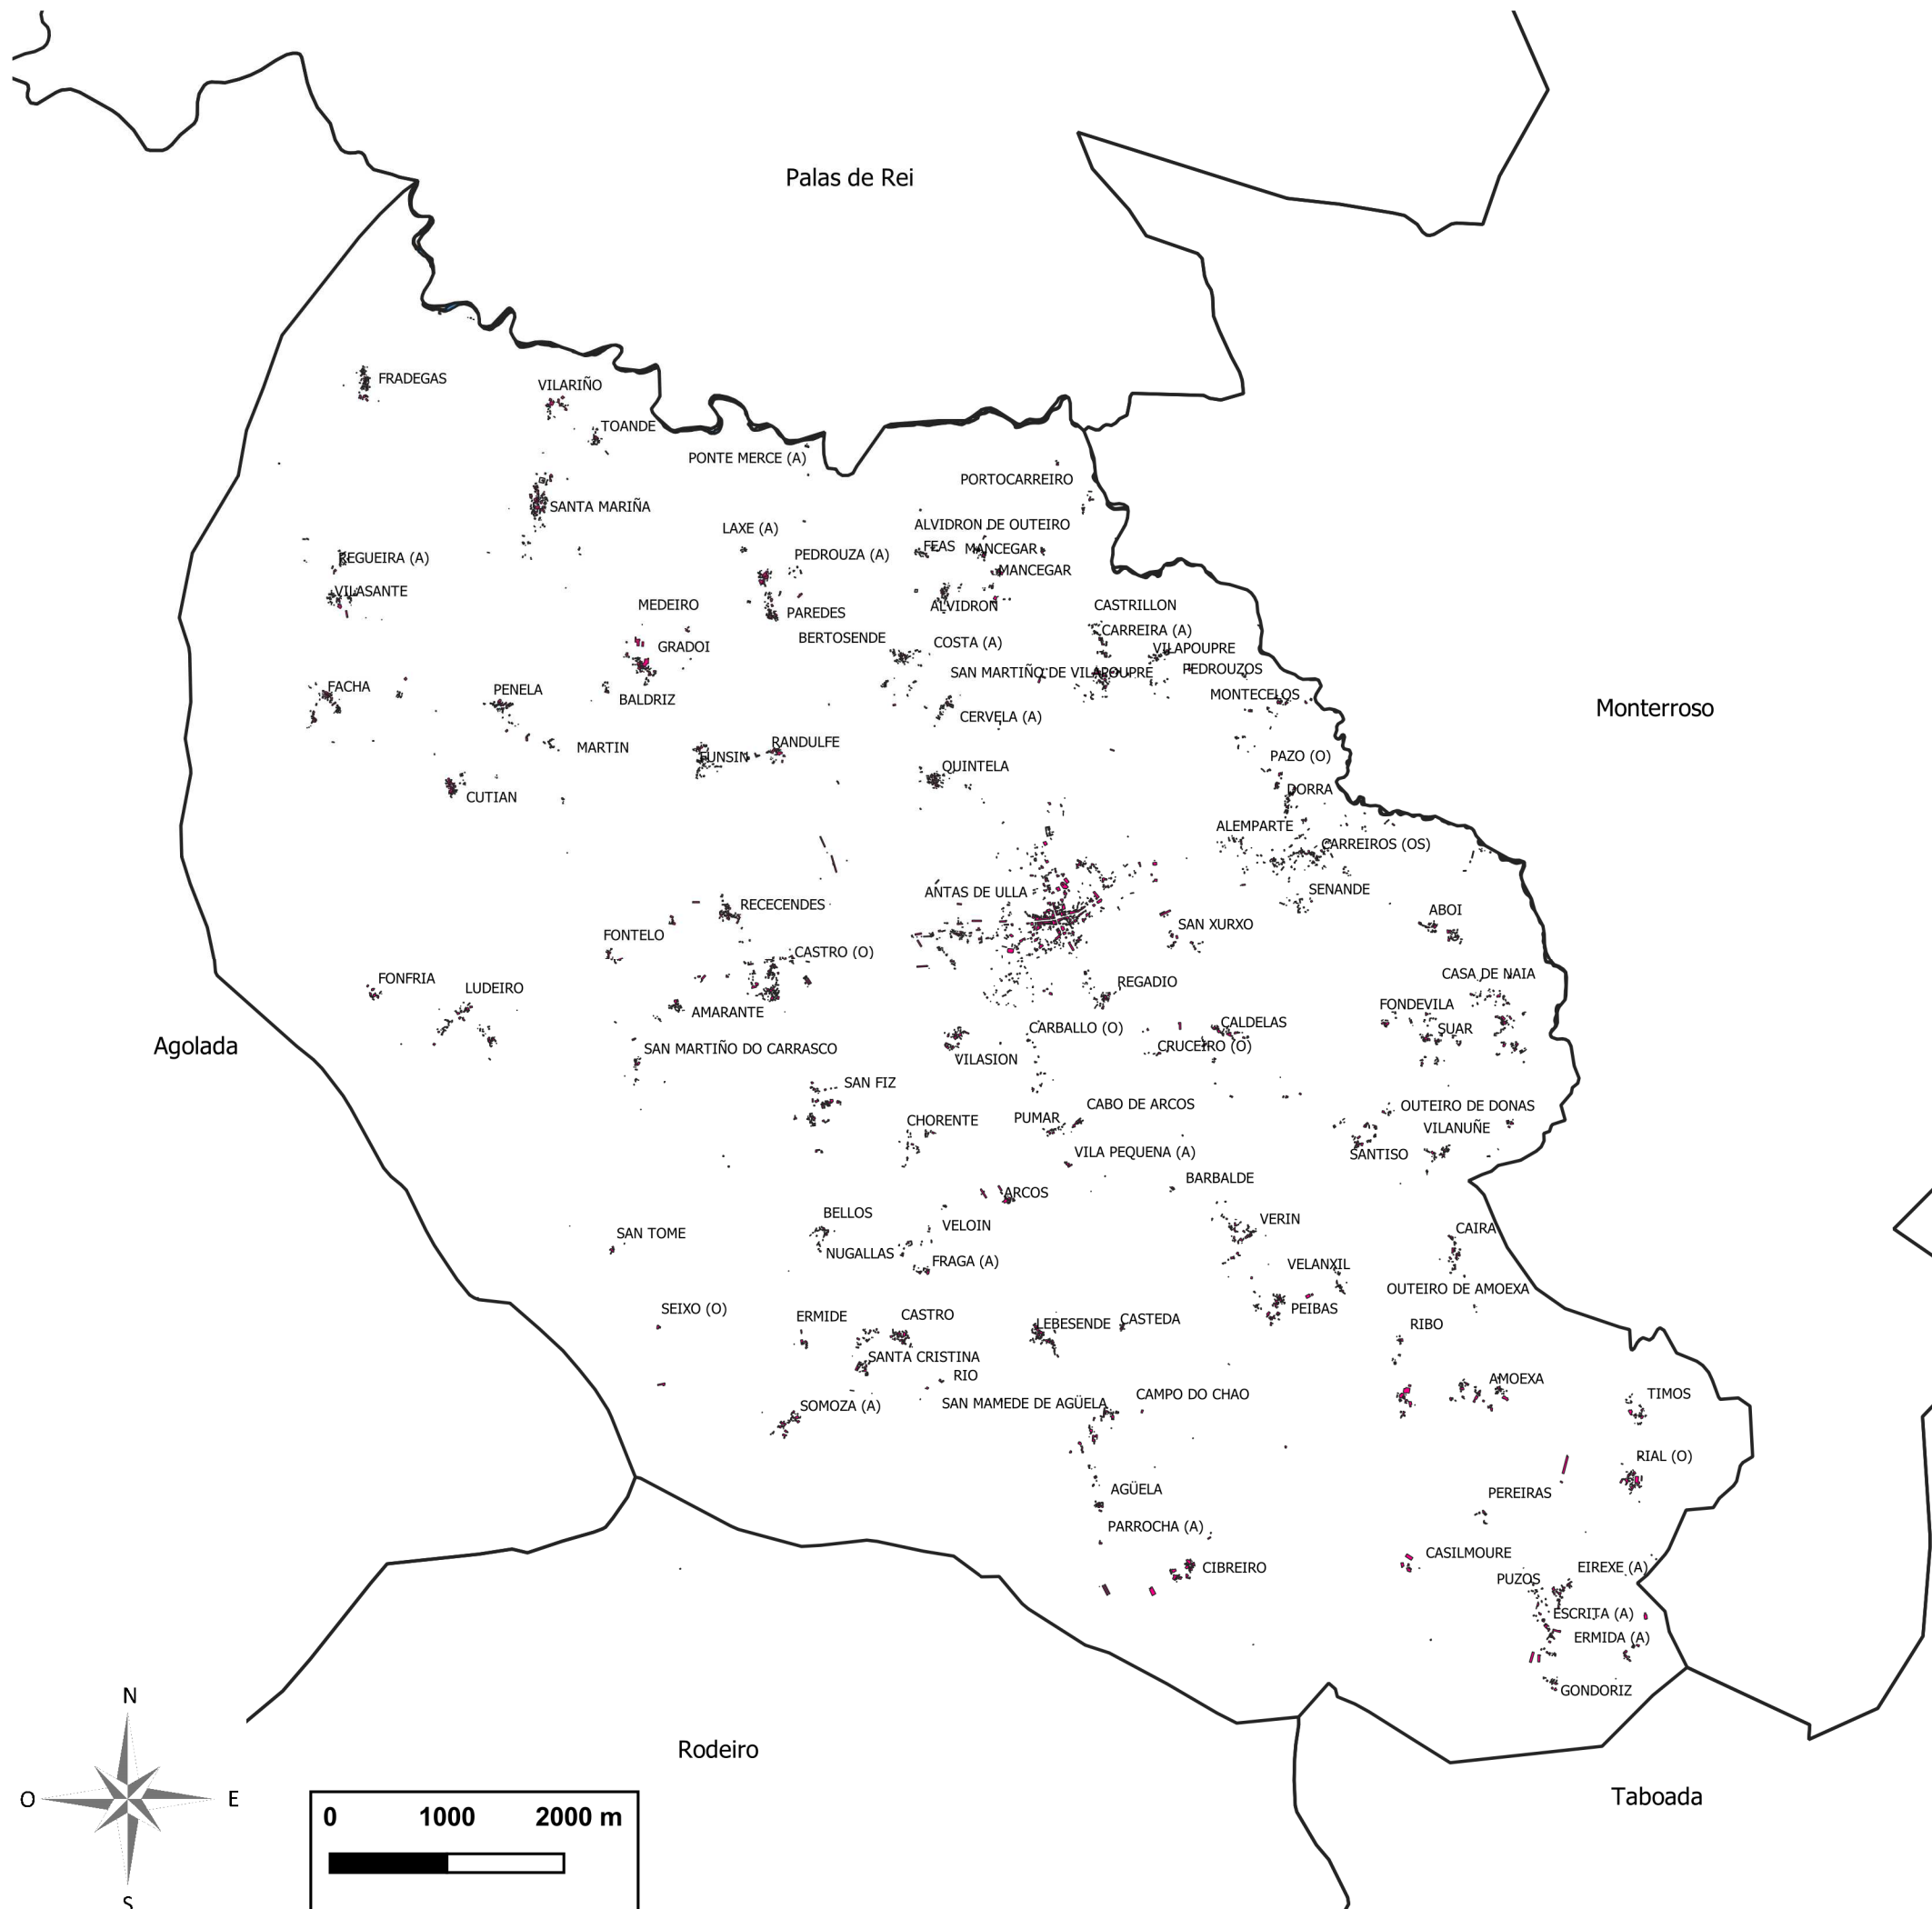 Palas de Rei
FRADEGAS
VILARIÑO
TOANDE
PONTE MERCE (A)
PORTOCARREIRO
SANTA MARIÑA
LAXE (A)
ALVIDRON DE OUTEIRO
FEAS
MANCEGAR
PEDROUZA (A)
REGUEIRA (A)
MANCEGAR
VILASANTE
MEDEIRO
PAREDES
ALVIDRON
CASTRILLON
CARREIRA (A)
BERTOSENDE
COSTA (A)
GRADOI
VILAPOUPRE
SAN MARTIÑO DE VILAPOUPRE
PEDROUZOS
FACHA
PENELA
BALDRIZ
MONTECELOS
Monterroso
CERVELA (A)
MARTIN
FUNSIN
RANDULFE
PAZO (O)
QUINTELA
CUTIAN
DORRA
ALEMPARTE
CARREIROS (OS)
ANTAS DE ULLA
SENANDE
RECECENDES
ABOI
SAN XURXO
FONTELO
CASTRO (O)
FONFRIA
LUDEIRO
REGADIO
CASA DE NAIA
AMARANTE
FONDEVILA
Agolada
SAN MARTIÑO DO CARRASCO
CARBALLO (O)
CALDELAS
SUAR
VILASION
CRUCEIRO (O)
SAN FIZ
CHORENTE
PUMAR
CABO DE ARCOS
OUTEIRO DE DONAS
VILANUÑE
VILA PEQUENA (A)
SANTISO
ARCOS
BARBALDE
BELLOS
VELOIN
VERIN
CAIRA
SAN TOME
NUGALLAS
FRAGA (A)
VELANXIL
OUTEIRO DE AMOEXA
SEIXO (O)
ERMIDE
CASTRO
LEBESENDE
CASTEDA
PEIBAS
RIBO
SANTA CRISTINA
RIO
AMOEXA
SOMOZA (A)
SAN MAMEDE DE AGÜELA
CAMPO DO CHAO
TIMOS
RIAL (O)
AGÜELA
PEREIRAS
PARROCHA (A)
CIBREIRO
CASILMOURE
EIREXE (A)
PUZOS
ESCRITA (A)
ERMIDA (A)
GONDORIZ
N
Rodeiro
O
E
Taboada
0 1000 2000 m
S